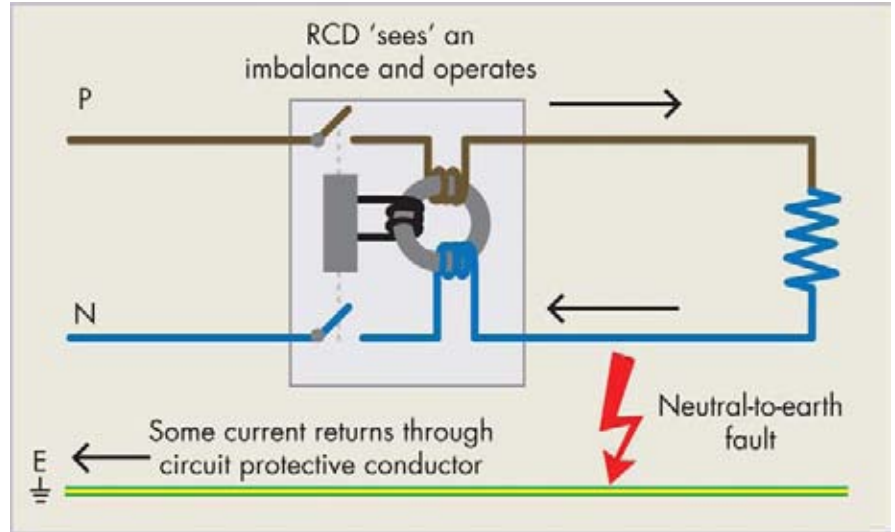 RCD ‘sees’ an
imbalance and operates
P
N
Neutral-to-earth
fault
Some current returns through
circuit protective conductor
E